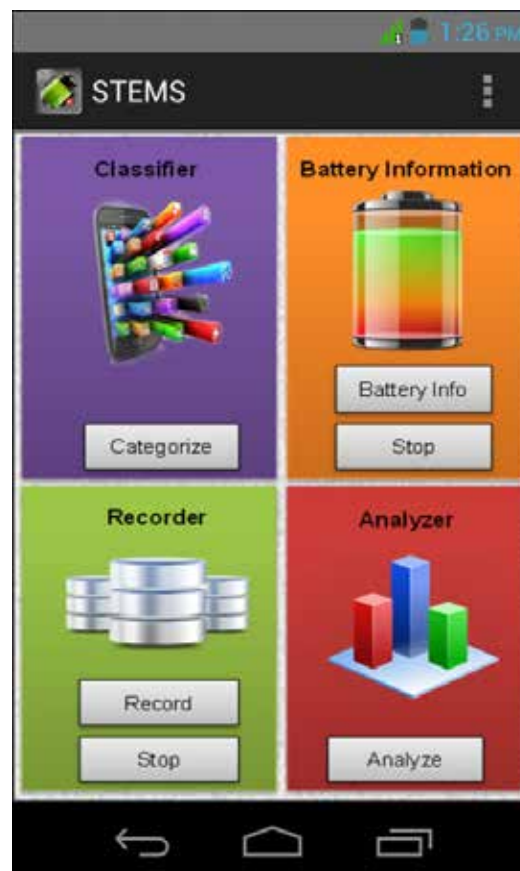 1:26 PM
STEMS
Classifier
Categorize
Battery Information
Battery Info
Stop
Recorder
Record
Stop
Analyzer
Analyze